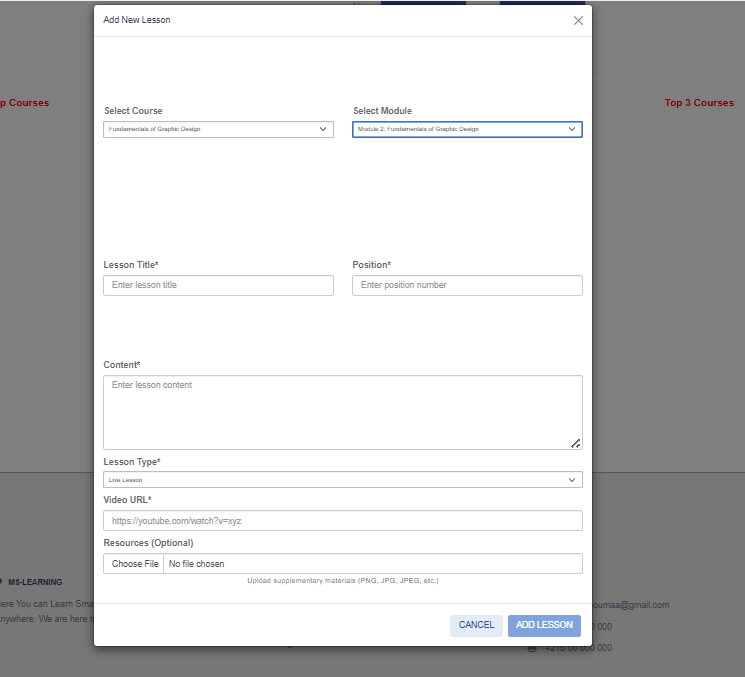 Add New Lesson
p Courses
Top 3 Courses
Select Course
Select Module
Fundamentals of Graphic Design
Module 2: Fundamentals of Graphic Design
Lesson Title*
Position*
Enter lesson title
Enter position number
Content*
Enter lesson content
Lesson Type*
Live Lesson
Video URL*
https://youtube.com/watch?v=xyz
Resources (Optional)
Choose File
No file chosen
Upload supplementary materials (PNG, JPG, JPEG, etc.)
MS-LEARNING
ere You can Learn Sma
nywhere. We are here t
CANCEL
ADD LESSON
@gmail.com
000
000